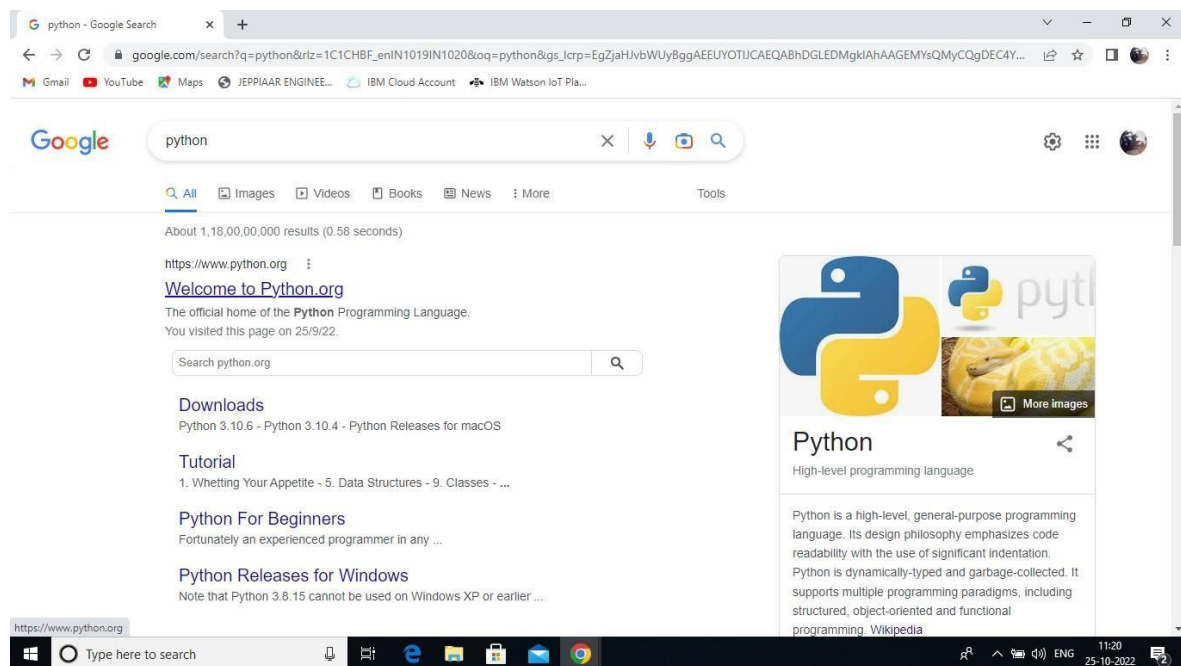 python - Google Search
google.com/search?q=python&rlz=1C1CHBF_enIN1019IN1020&oq=python&gs_lcrp=EgZjaHJvbWUyBggAEEUYOTIJCAEQABhDGLEDMgkIAhAAGEMYsQMyCQgDEC4Y...
Gmail YouTube Maps JEPPIAAR ENGINEE... IBM Cloud Account IBM Watson IoT Pla...
Google
python
All Images Videos Books News More Tools
About 1,18,00,00,000 results (0.58 seconds)
https://www.python.org
Welcome to Python.org
The official home of the Python Programming Language.
You visited this page on 25/9/22.
Search python.org
Downloads
Python 3.10.6 - Python 3.10.4 - Python Releases for macOS
Tutorial
1. Whetting Your Appetite - 5. Data Structures - 9. Classes - ...
Python For Beginners
Fortunately an experienced programmer in any ...
Python Releases for Windows
Note that Python 3.8.15 cannot be used on Windows XP or earlier ...
pyth
More images
Python
High-level programming language
Python is a high-level, general-purpose programming
language. Its design philosophy emphasizes code
readability with the use of significant indentation.
Python is dynamically-typed and garbage-collected. It
supports multiple programming paradigms, including
structured, object-oriented and functional
programming. Wikipedia
https://www.python.org
Type here to search
ENG
11:20
25-10-2022
2